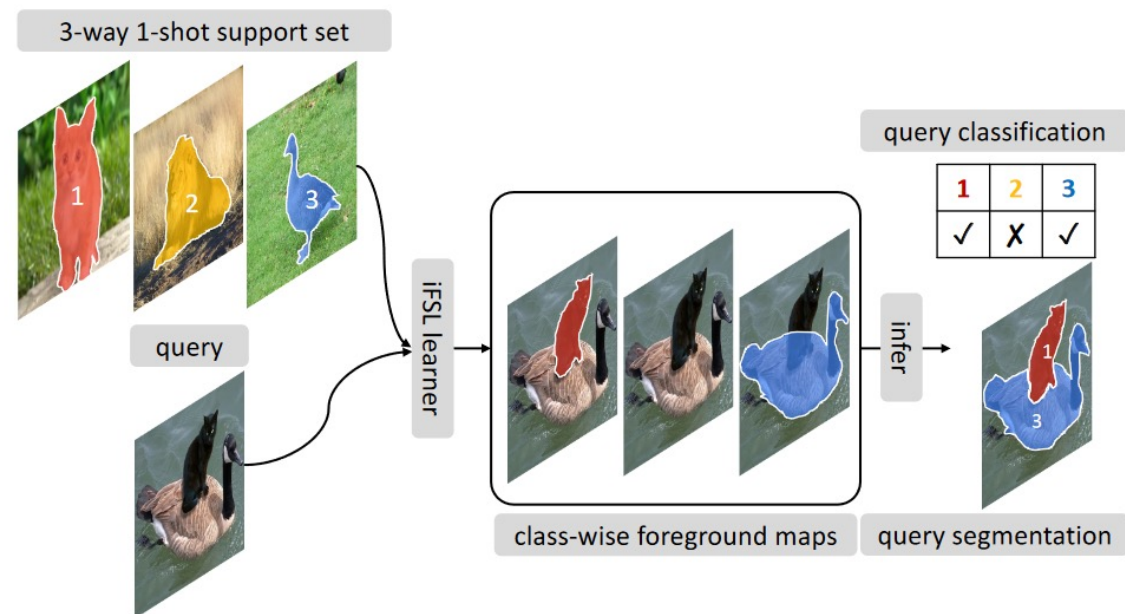 3-way 1-shot support set
1
2
3
query
iFSL learner
class-wise foreground maps
infer
query classification
1 2 3
✓ ✗ ✓
1
3
query segmentation